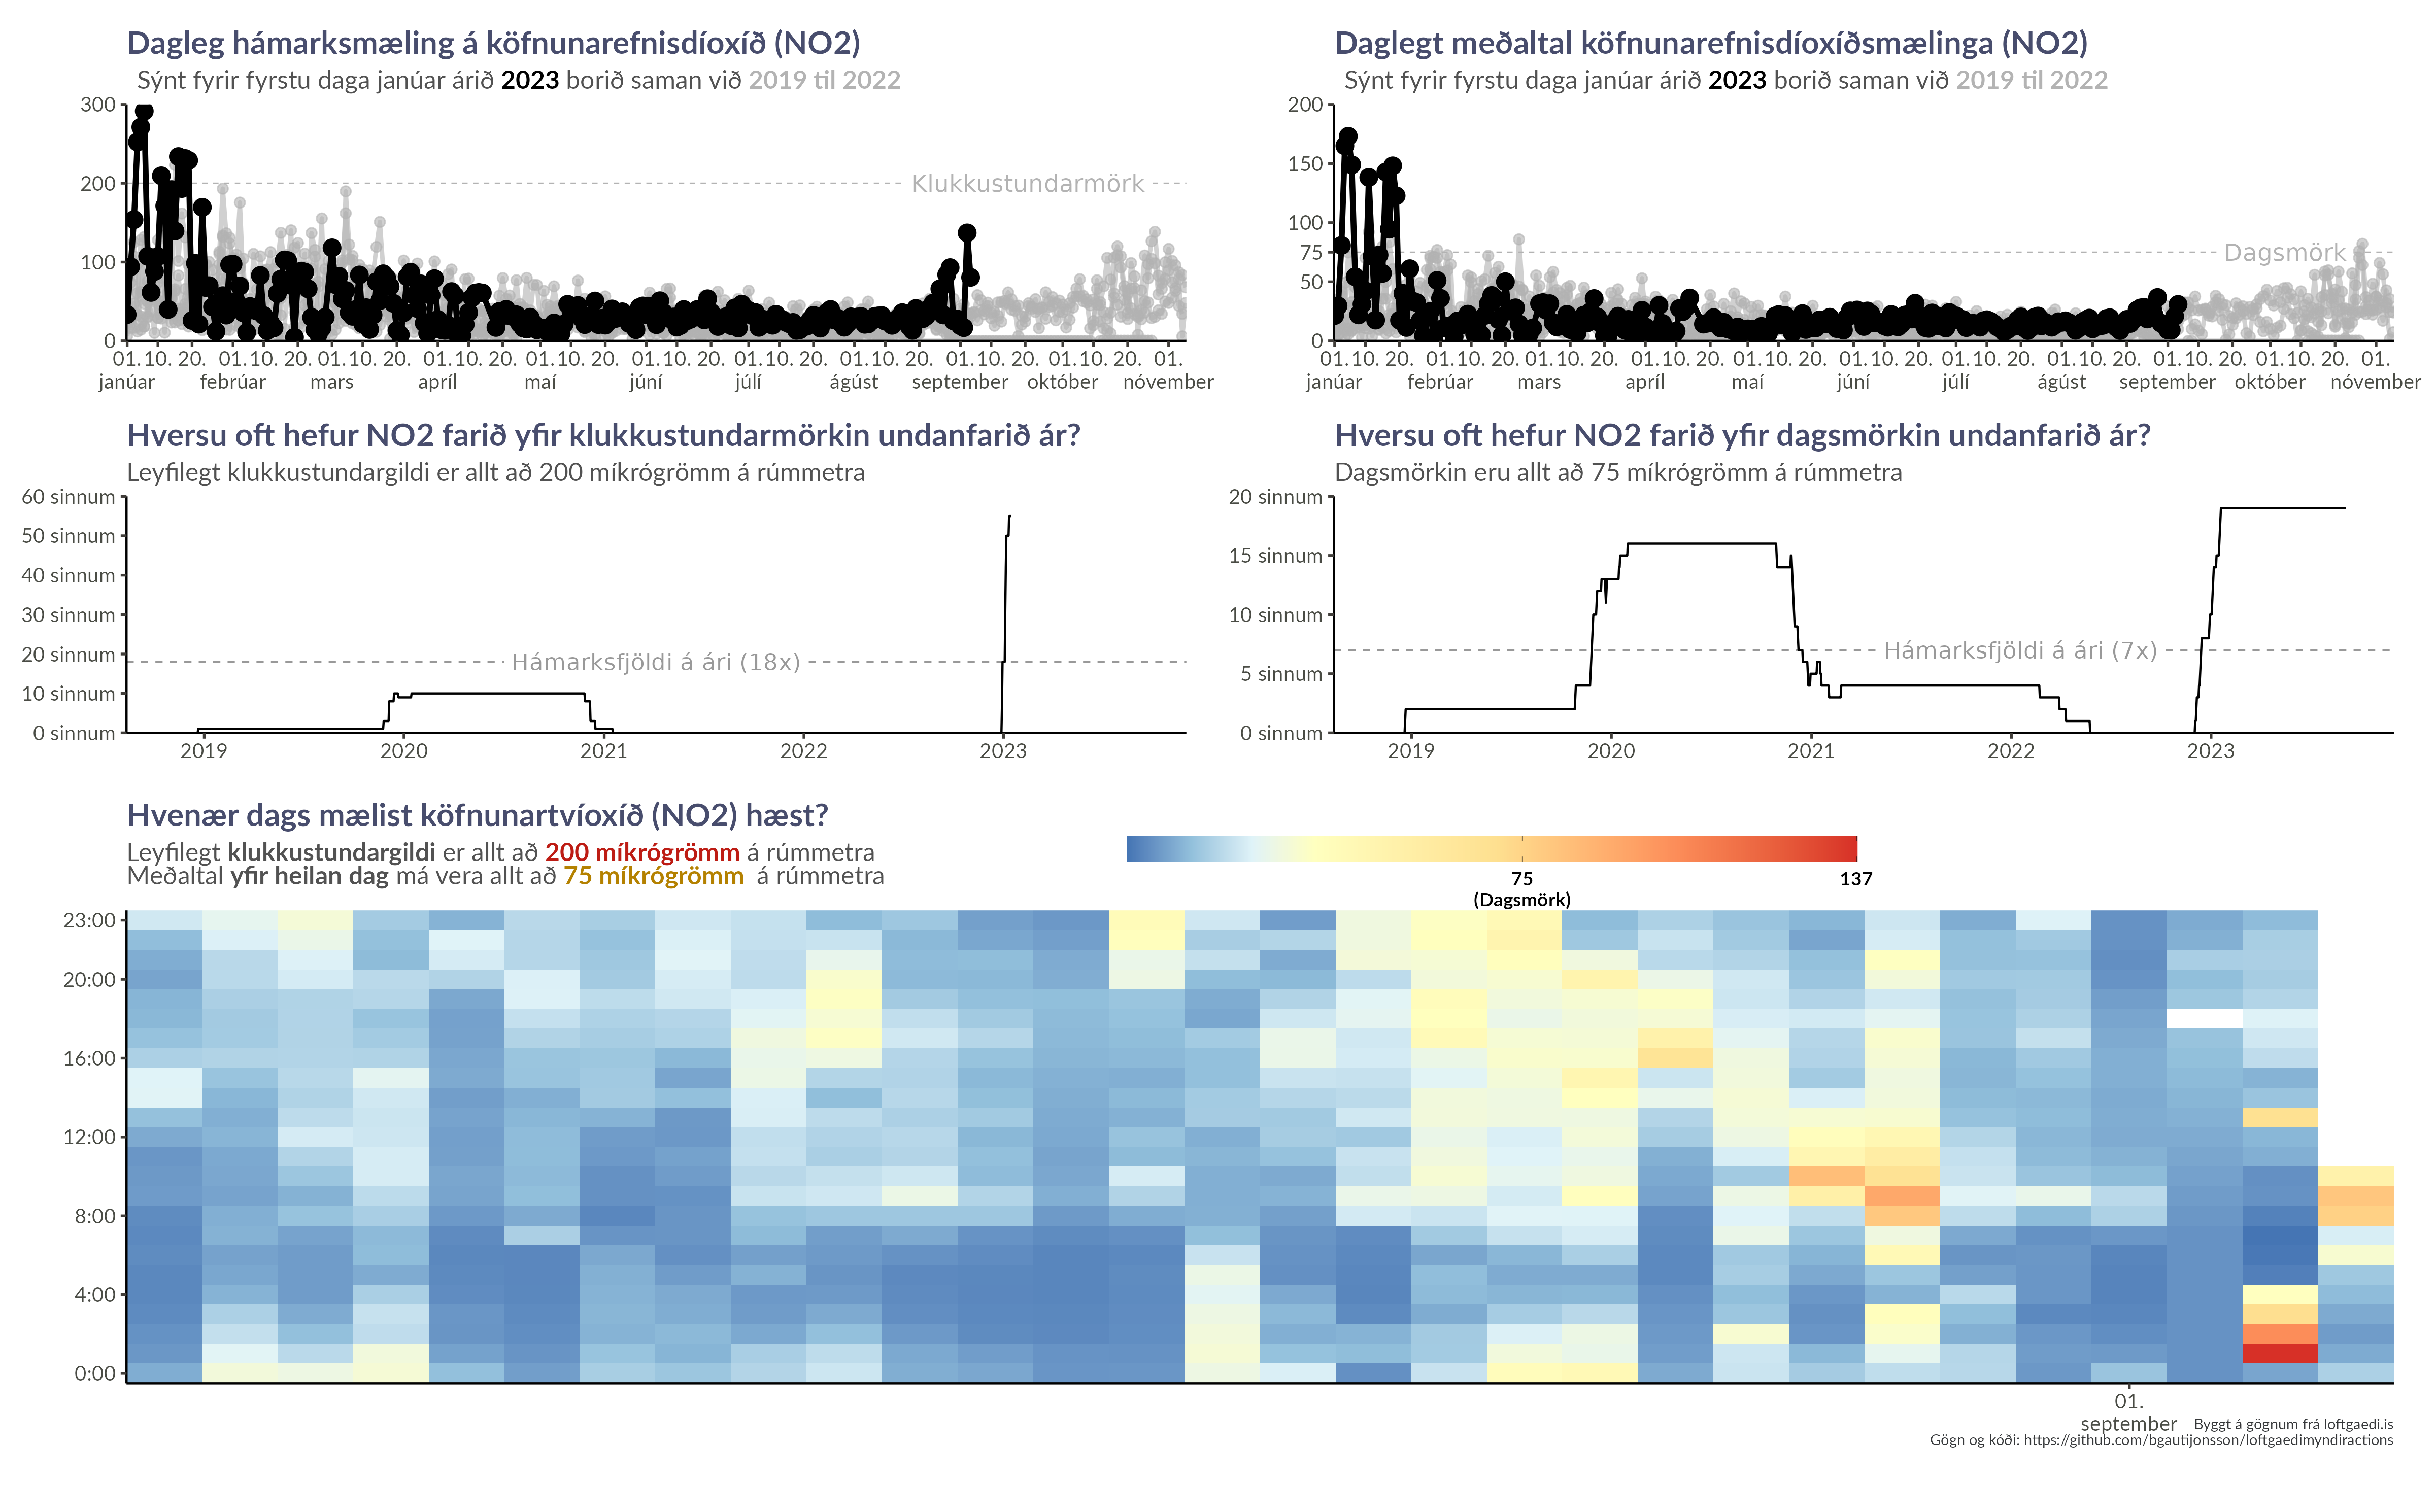 Dagleg hámarksmæling á köfnunarefnisdíoxíð (NO2)
Sýnt fyrir fyrstu daga janúar árið 2023 borið saman við 2019 til 2022
300
200
100
0
Klukkustundarmörk
01. 10. 20. 01. 10. 20. 01. 10. 20. 01. 10. 20. 01. 10. 20. 01. 10. 20. 01. 10. 20. 01. 10. 20. 01. 10. 20. 01. 10. 20. 01.
janúar febrúar mars apríl maí júní júlí ágúst september október nóvember
Daglegt meðaltal köfnunarefnisdíoxíðsmælinga (NO2)
Sýnt fyrir fyrstu daga janúar árið 2023 borið saman við 2019 til 2022
200
150
100
75
50
0
Dagsmörk
01. 10. 20. 01. 10. 20. 01. 10. 20. 01. 10. 20. 01. 10. 20. 01. 10. 20. 01. 10. 20. 01. 10. 20. 01. 10. 20. 01. 10. 20. 01.
janúar febrúar mars apríl maí júní júlí ágúst september október nóvember
Hversu oft hefur NO2 farið yfir klukkustundarmörkin undanfarið ár?
Leyfilegt klukkustundargildi er allt að 200 míkrógrömm á rúmmetra
60 sinnum
50 sinnum
40 sinnum
30 sinnum
20 sinnum
10 sinnum
0 sinnum
Hámarksfjöldi á ári (18x)
2019 2020 2021 2022 2023
Hversu oft hefur NO2 farið yfir dagsmörkin undanfarið ár?
Dagsmörkin eru allt að 75 míkrógrömm á rúmmetra
20 sinnum
15 sinnum
10 sinnum
5 sinnum
0 sinnum
Hámarksfjöldi á ári (7x)
2019 2020 2021 2022 2023
Hvenær dags mælist köfnunartvíoxíð (NO2) hæst?
Leyfilegt klukkustundargildi er allt að 200 míkrógrömm á rúmmetra
Meðaltal yfir heilan dag má vera allt að 75 míkrógrömm á rúmmetra
75 137
(Dagsmörk)
23:00
20:00
16:00
12:00
8:00
4:00
0:00
01.
september
Byggt á gögnum frá loftgaedi.is
Gögn og kóði: https://github.com/bgautijonsson/loftgaedimyndiractions